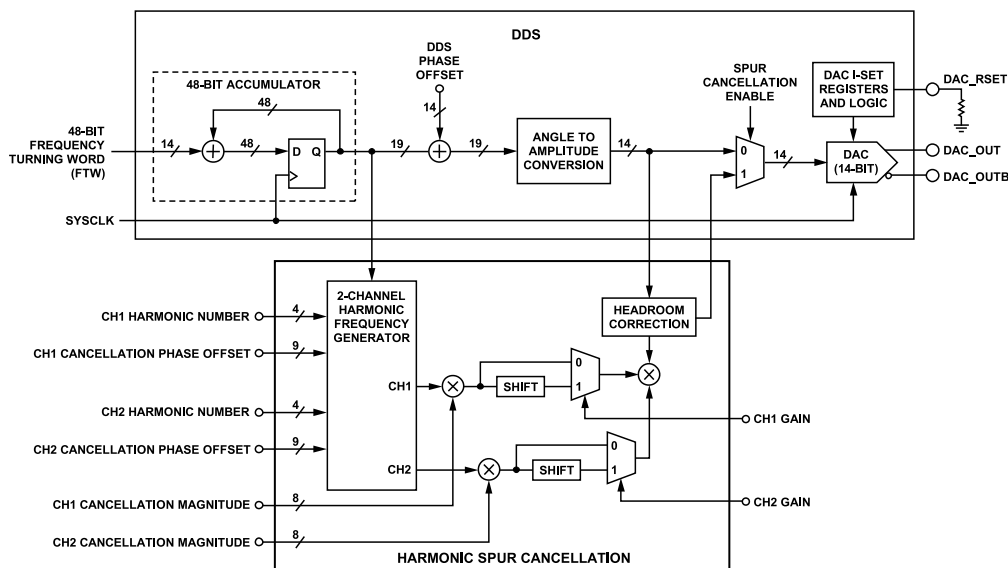 DDS
48-BIT ACCUMULATOR
48
48-BIT
FREQUENCY
TURNING WORD
(FTW)
14
48
D Q
SYSCLK
DDS
PHASE
OFFSET
14
19
19
ANGLE TO
AMPLITUDE
CONVERSION
14
SPUR
CANCELLATION
ENABLE
0
1
14
DAC I-SET
REGISTERS
AND LOGIC
DAC
(14-BIT)
DAC_RSET
DAC_OUT
DAC_OUTB
2-CHANNEL
HARMONIC
FREQUENCY
GENERATOR
CH1
CH2
CH1 HARMONIC NUMBER
4
CH1 CANCELLATION PHASE OFFSET
9
CH2 HARMONIC NUMBER
4
CH2 CANCELLATION PHASE OFFSET
9
CH1 CANCELLATION MAGNITUDE
8
CH2 CANCELLATION MAGNITUDE
8
HEADROOM
CORRECTION
SHIFT
0
1
SHIFT
0
1
CH1 GAIN
CH2 GAIN
HARMONIC SPUR CANCELLATION